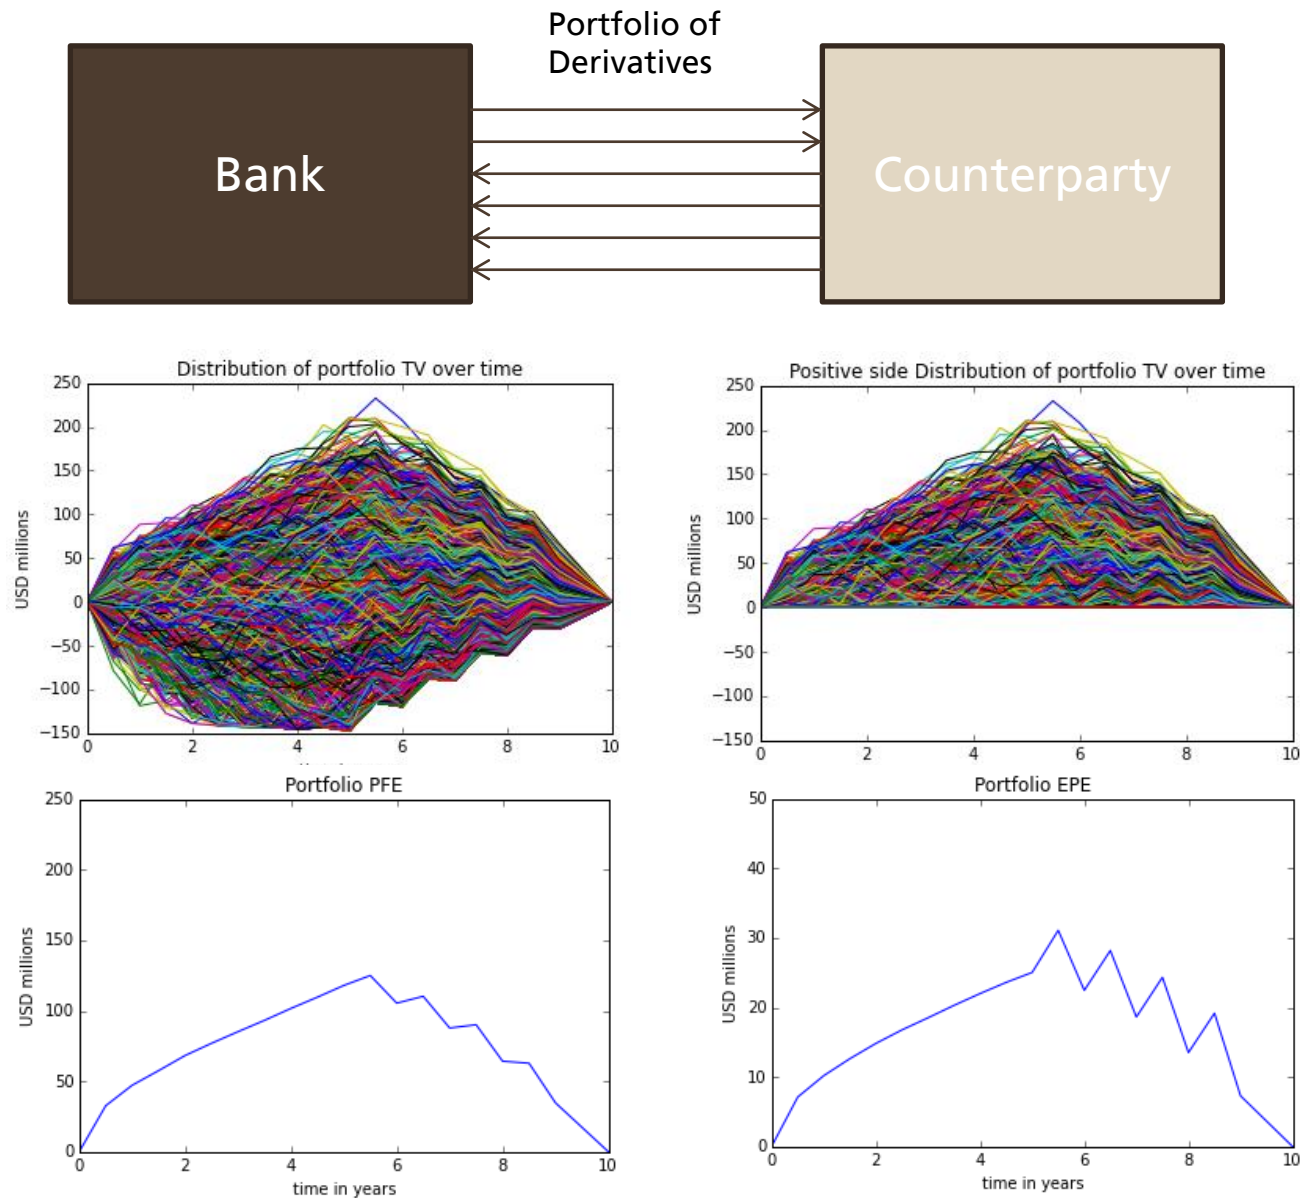 Portfolio of
Derivatives
Bank
Counterparty
Distribution of portfolio TV over time
250
200
150
100
50
0
−50
−100
−150
USD millions
0 2 4 6 8 10
Positive side Distribution of portfolio TV over time
250
200
150
100
50
0
−50
−100
−150
USD millions
0 2 4 6 8 10
Portfolio PFE
250
200
150
100
50
0
USD millions
0 2 4 6 8 10
time in years
Portfolio EPE
50
40
30
20
10
0
USD millions
0 2 4 6 8 10
time in years